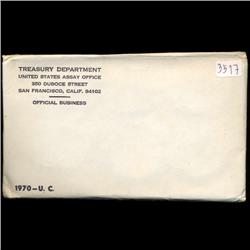 TREASURY DEPARTMENT
UNITED STATES ASSAY OFFICE
350 DUBOCE STREET
SAN FRANCISCO, CALIF. 94102
OFFICIAL BUSINESS
3517
1970—U. C.